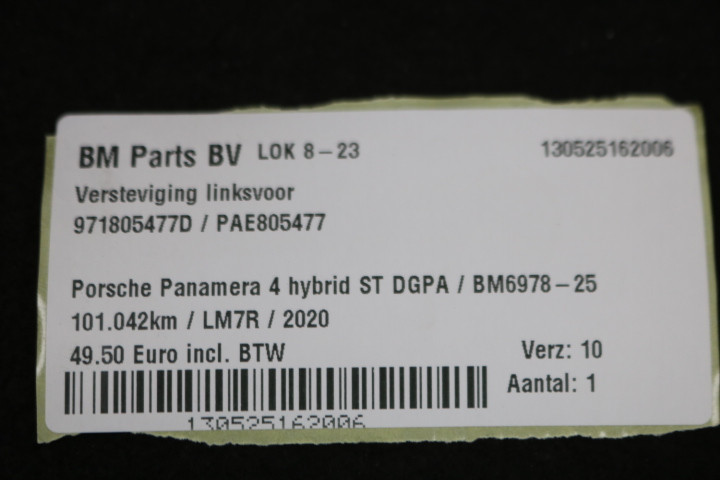 BM Parts BV LOK 8-23 130525162006
Versteviging linksvoor
971805477D / PAE805477
Porsche Panamera 4 hybrid ST DGPA / BM6978-25
101.042km / LM7R / 2020
49.50 Euro incl. BTW Verz: 10
Aantal: 1
130525162006